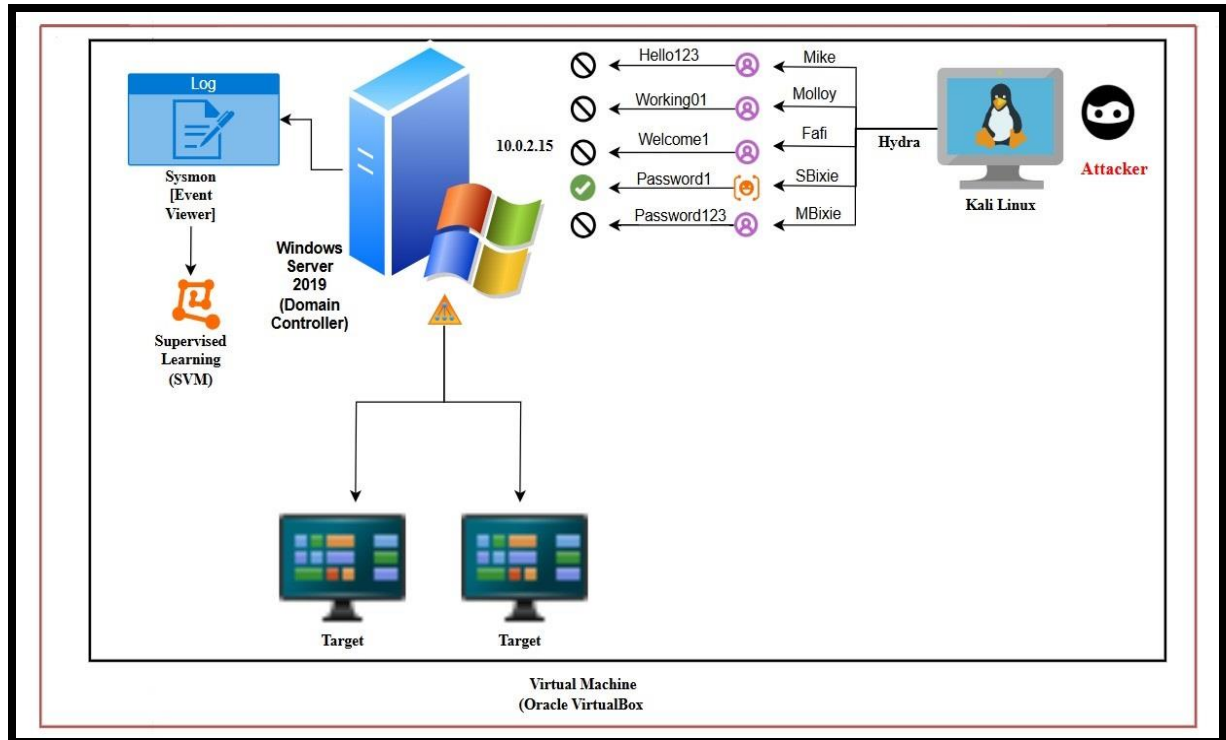 Log
Sysmon
[Event
Viewer]
Supervised
Learning
(SVM)
Windows
Server
2019
(Domain
Controller)
10.0.2.15
Hello123
Mike
Working01
Molloy
Welcome1
Fafi
Password1
SBixie
Password123
MBixie
Hydra
Kali Linux
Attacker
Target
Target
Virtual Machine
(Oracle VirtualBox